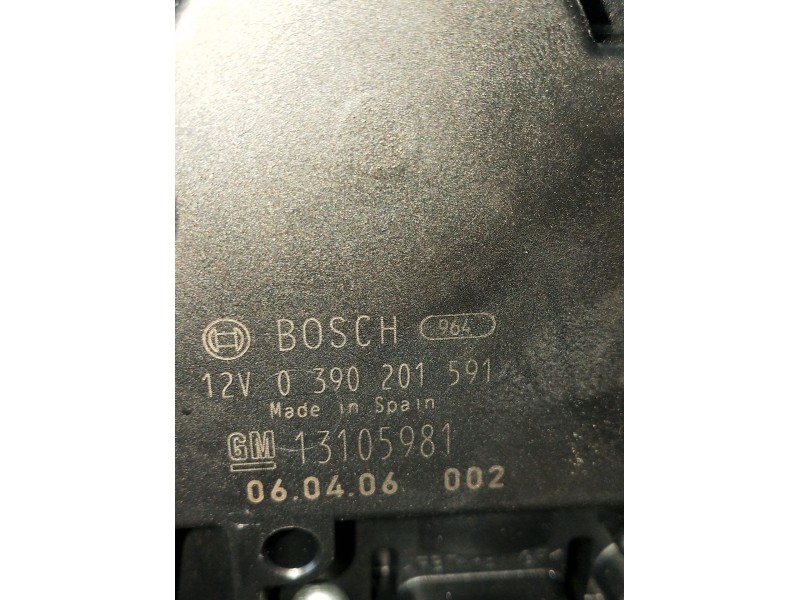 BOSCH 964
12V 0 390 201 591
Made in Spain
GM 13105981
06.04.06 002